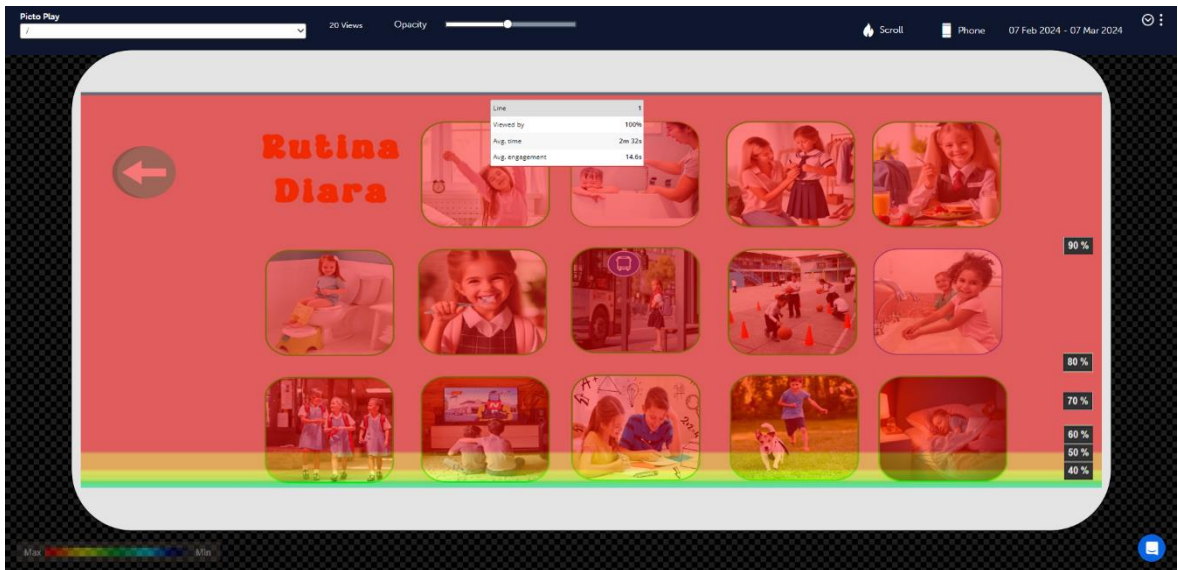 Picto Play
/
20 Views
Opacity
Scroll
Phone
07 Feb 2024 - 07 Mar 2024
Line 1
Viewed by 100%
Avg. time 2m 32s
Avg. engagement 14.6s
Rutina
Diara
90 %
80 %
70 %
60 %
50 %
40 %
Max
Min